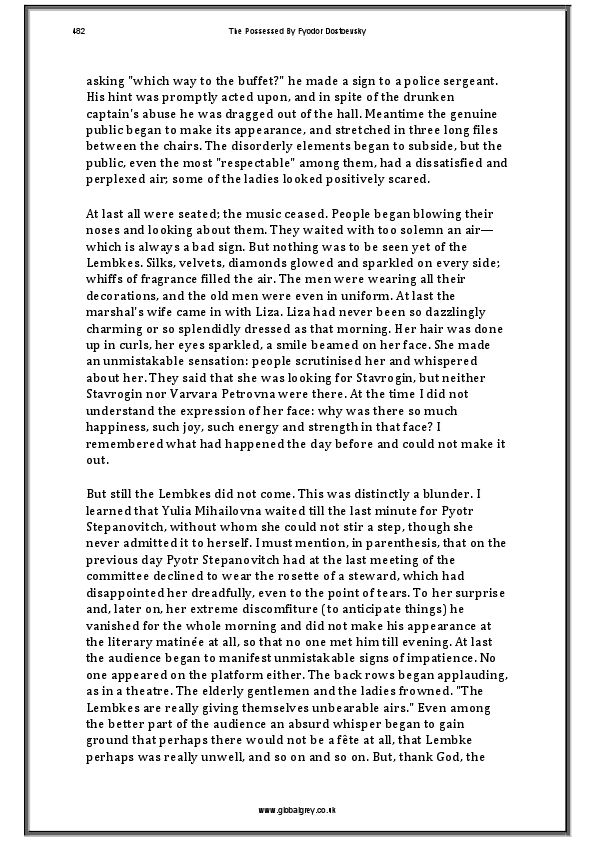 482
The Possessed By Fyodor Dostoevsky
asking "which way to the buffet?" he made a sign to a police sergeant.
His hint was promptly acted upon, and in spite of the drunken
captain's abuse he was dragged out of the hall. Meantime the genuine
public began to make its appearance, and stretched in three long files
between the chairs. The disorderly elements began to subside, but the
public, even the most "respectable" among them, had a dissatisfied and
perplexed air; some of the ladies looked positively scared.
At last all were seated; the music ceased. People began blowing their
noses and looking about them. They waited with too solemn an air—
which is always a bad sign. But nothing was to be seen yet of the
Lembkes. Silks, velvets, diamonds glowed and sparkled on every side;
whiffs of fragrance filled the air. The men were wearing all their
decorations, and the old men were even in uniform. At last the
marshal's wife came in with Liza. Liza had never been so dazzlingly
charming or so splendidly dressed as that morning. Her hair was done
up in curls, her eyes sparkled, a smile beamed on her face. She made
an unmistakable sensation: people scrutinised her and whispered
about her. They said that she was looking for Stavrogin, but neither
Stavrogin nor Varvara Petrovna were there. At the time I did not
understand the expression of her face: why was there so much
happiness, such joy, such energy and strength in that face? I
remembered what had happened the day before and could not make it
out.
But still the Lembkes did not come. This was distinctly a blunder. I
learned that Yulia Mihailovna waited till the last minute for Pyotr
Stepanovitch, without whom she could not stir a step, though she
never admitted it to herself. I must mention, in parenthesis, that on the
previous day Pyotr Stepanovitch had at the last meeting of the
committee declined to wear the rosette of a steward, which had
disappointed her dreadfully, even to the point of tears. To her surprise
and, later on, her extreme discomfiture (to anticipate things) he
vanished for the whole morning and did not make his appearance at
the literary matinée at all, so that no one met him till evening. At last
the audience began to manifest unmistakable signs of impatience. No
one appeared on the platform either. The back rows began applauding,
as in a theatre. The elderly gentlemen and the ladies frowned. "The
Lembkes are really giving themselves unbearable airs." Even among
the better part of the audience an absurd whisper began to gain
ground that perhaps there would not be a fête at all, that Lembke
perhaps was really unwell, and so on and so on. But, thank God, the
www.globalgrey.co.uk